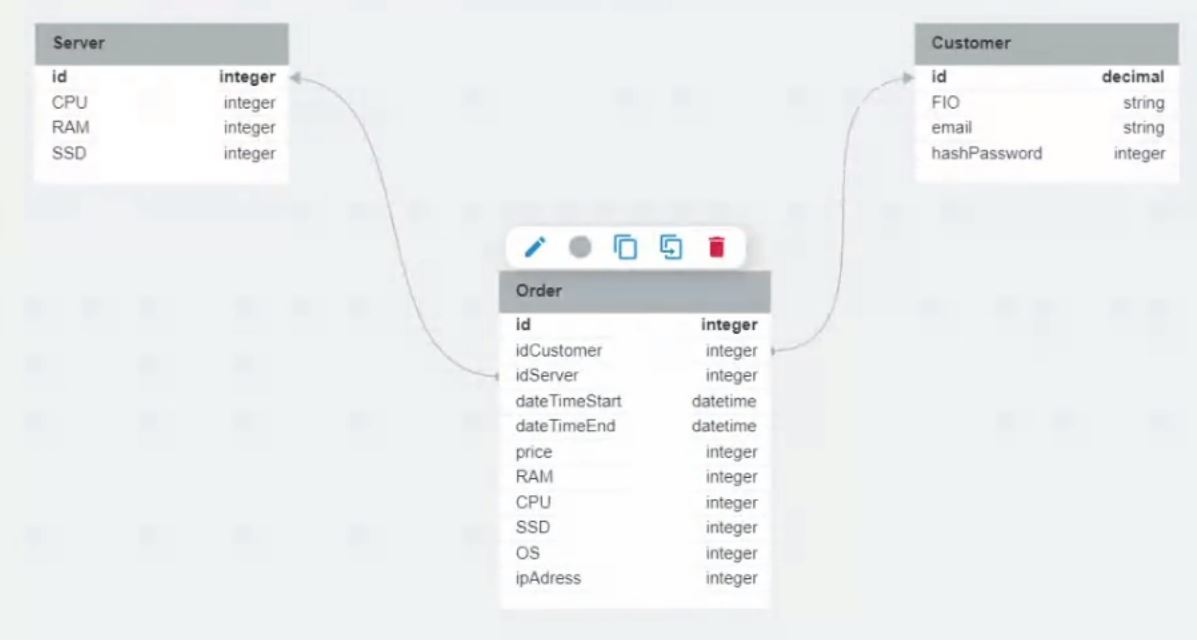 Server
id integer
CPU integer
RAM integer
SSD integer
Customer
id decimal
FIO string
email string
hashPassword integer
Order
id integer
idCustomer integer
idServer integer
dateTimeStart datetime
dateTimeEnd datetime
price integer
RAM integer
CPU integer
SSD integer
OS integer
ipAdress integer